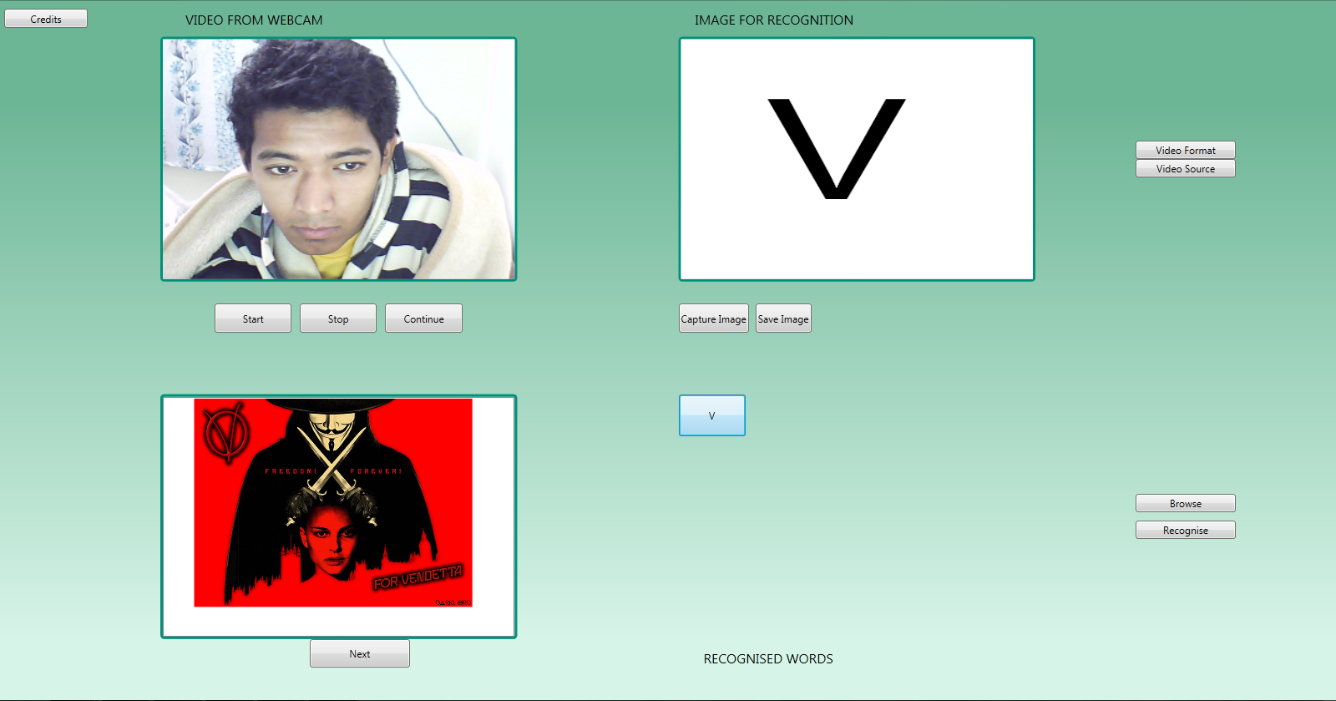 Credits
VIDEO FROM WEBCAM
IMAGE FOR RECOGNITION
V
Video Format
Video Source
Start
Stop
Continue
Capture Image
Save Image
V
V
FREEDOM! FOREVER!
FOR VENDETTA
Browse
Recognise
Next
RECOGNISED WORDS